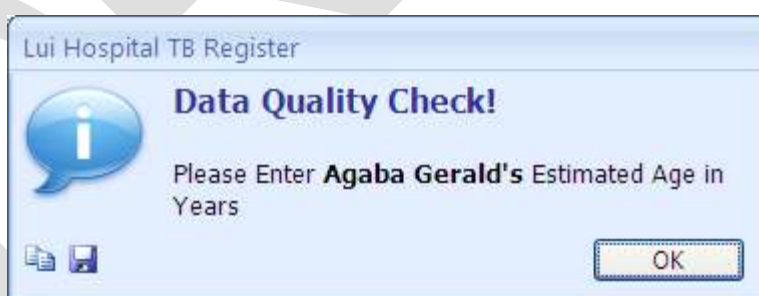 Lui Hospital TB Register
Data Quality Check!
Please Enter Agaba Gerald's Estimated Age in
Years
OK